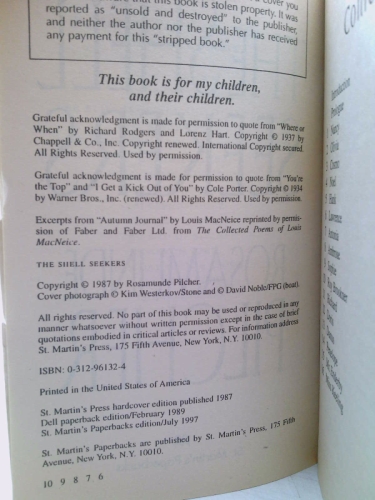 that this book is stolen property. It was
reported as "unsold and destroyed" to the publisher,
and neither the author nor the publisher has received
any payment for this "stripped book."
This book is for my children,
and their children.
Grateful acknowledgment is made for permission to quote from "Where or
When" by Richard Rodgers and Lorenz Hart. Copyright © 1937 by
Chappell & Co., Inc. Copyright renewed. International Copyright secured.
All Rights Reserved. Used by permission.
Grateful acknowledgment is made for permission to quote from "You're
the Top" and "I Get a Kick Out of You" by Cole Porter. Copyright © 1934
by Warner Bros., Inc. (renewed). All Rights Reserved. Used by permission.
Excerpts from "Autumn Journal" by Louis MacNeice reprinted by permis-
sion of Faber and Faber Ltd. from The Collected Poems of Louis
MacNeice.
THE SHELL SEEKERS
Copyright © 1987 by Rosamunde Pilcher.
Cover photograph © Kim Westerkov/Stone and © David Noble/FPG (boat).
All rights reserved. No part of this book may be used or reproduced in any
manner whatsoever without written permission except in the case of brief
quotations embodied in critical articles or reviews. For information address
St. Martin's Press, 175 Fifth Avenue, New York, N.Y. 10010.
ISBN: 0-312-96132-4
Printed in the United States of America
St. Martin's Press hardcover edition published 1987
Dell paperback edition/February 1989
St. Martin's Paperbacks edition/July 1997
St. Martin's Paperbacks are published by St. Martin's Press, 175 Fifth
Avenue, New York, N.Y. 10010.
10 9 8 7 6
Introduction
Prologue
Nancy
Olivia
Cosmo
Noel
Hank
Lawrence
Antonia